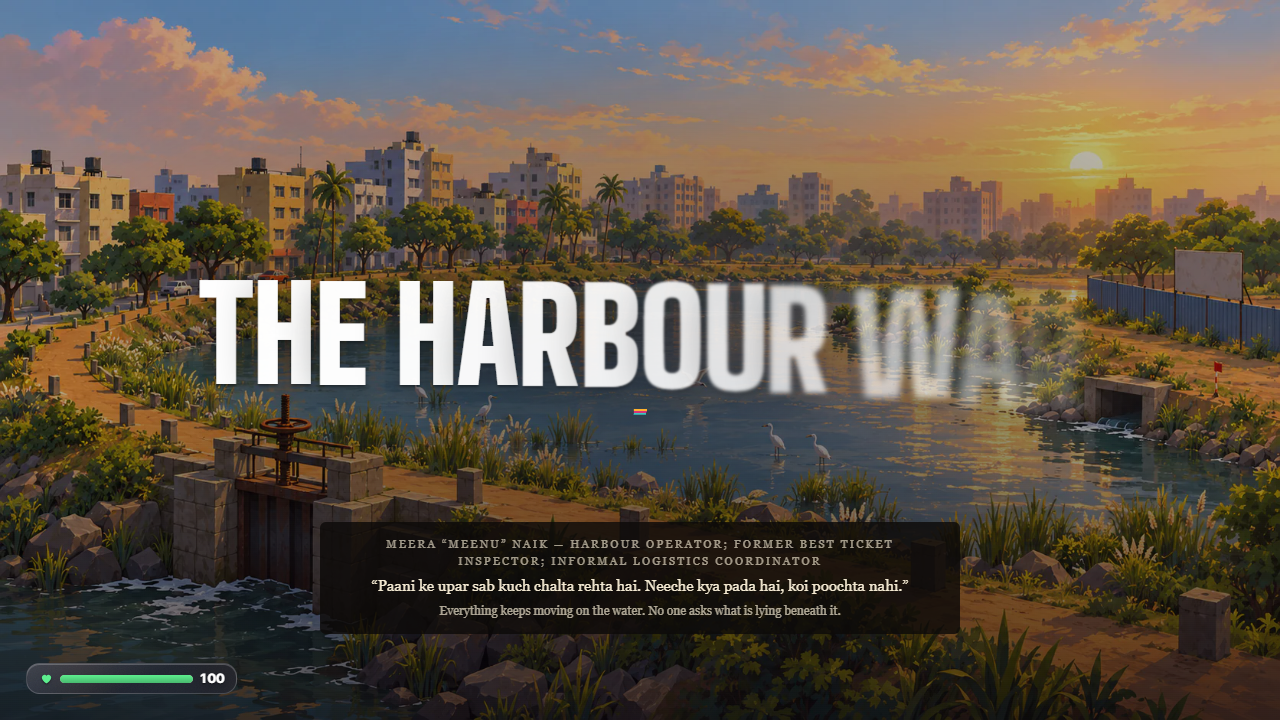 THE HARBOUR
MEERA “MEENU” NAIK — HARBOUR OPERATOR; FORMER BEST TICKET
INSPECTOR; INFORMAL LOGISTICS COORDINATOR
“Paani ke upar sab kuch chalta rehta hai. Neeche kya pada hai, koi poochta nahi.”
Everything keeps moving on the water. No one asks what is lying beneath it.
100